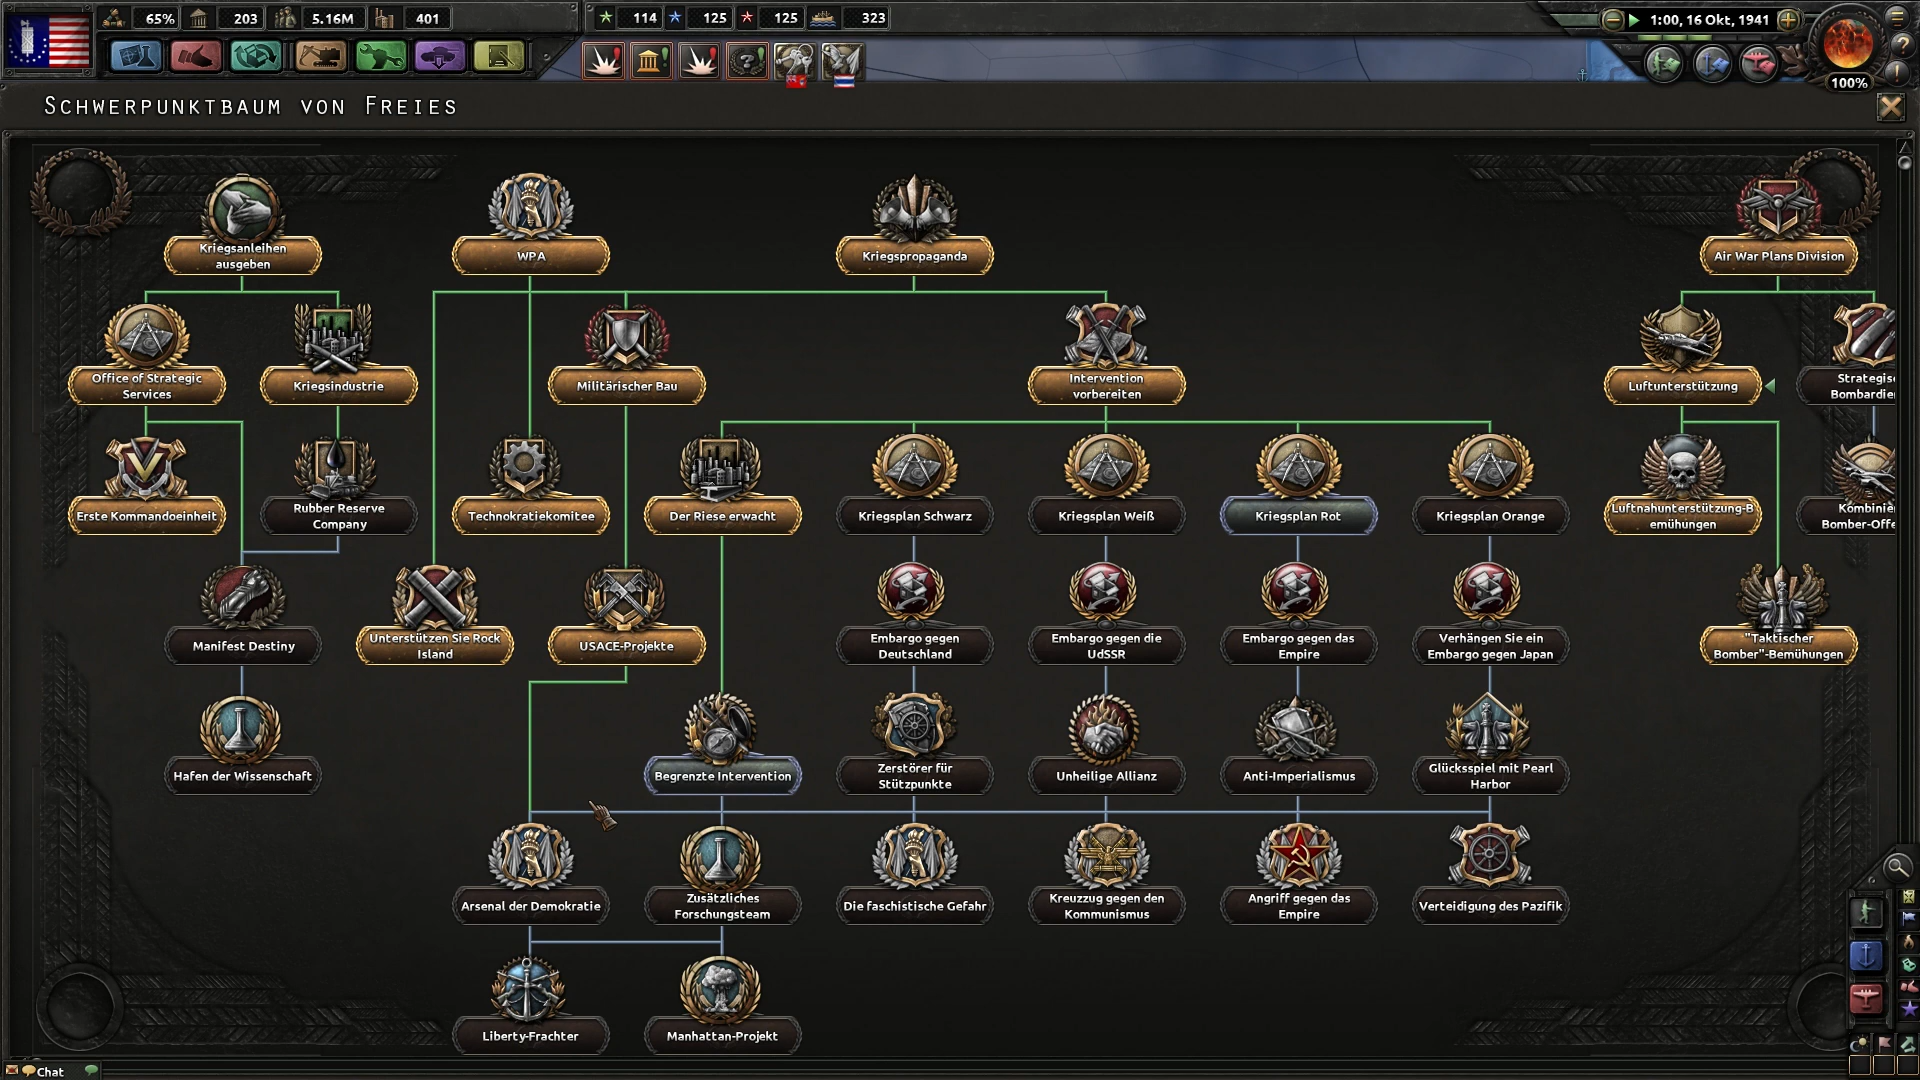 65%
203
5.16M
401
114
125
125
323
1:00, 16 Okt, 1941
100%
Schwerpunktbaum von Freies
Kriegsanleihen
ausgeben
WPA
Kriegspropaganda
Air War Plans Division
Office of Strategic
Services
Kriegsindustrie
Militärischer Bau
Intervention
vorbereiten
Luftunterstützung
Strategisc
Bombardier
Erste Kommandoeinheit
Rubber Reserve
Company
Technokratiekomitee
Der Riese erwacht
Kriegsplan Schwarz
Kriegsplan Weiß
Kriegsplan Rot
Kriegsplan Orange
Luftnahunterstützung-B
emühungen
Kombinier
Bomber-Offe
Manifest Destiny
Unterstützen Sie Rock
Island
USACE-Projekte
Embargo gegen
Deutschland
Embargo gegen die
UdSSR
Embargo gegen das
Empire
Verhängen Sie ein
Embargo gegen Japan
"Taktischer
Bomber"-Bemühungen
Hafen der Wissenschaft
Begrenzte Intervention
Zerstörer für
Stützpunkte
Unheilige Allianz
Anti-Imperialismus
Glücksspiel mit Pearl
Harbor
Arsenal der Demokratie
Zusätzliches
Forschungsteam
Die faschistische Gefahr
Kreuzzug gegen den
Kommunismus
Angriff gegen das
Empire
Verteidigung des Pazifik
Liberty-Frachter
Manhattan-Projekt
Chat